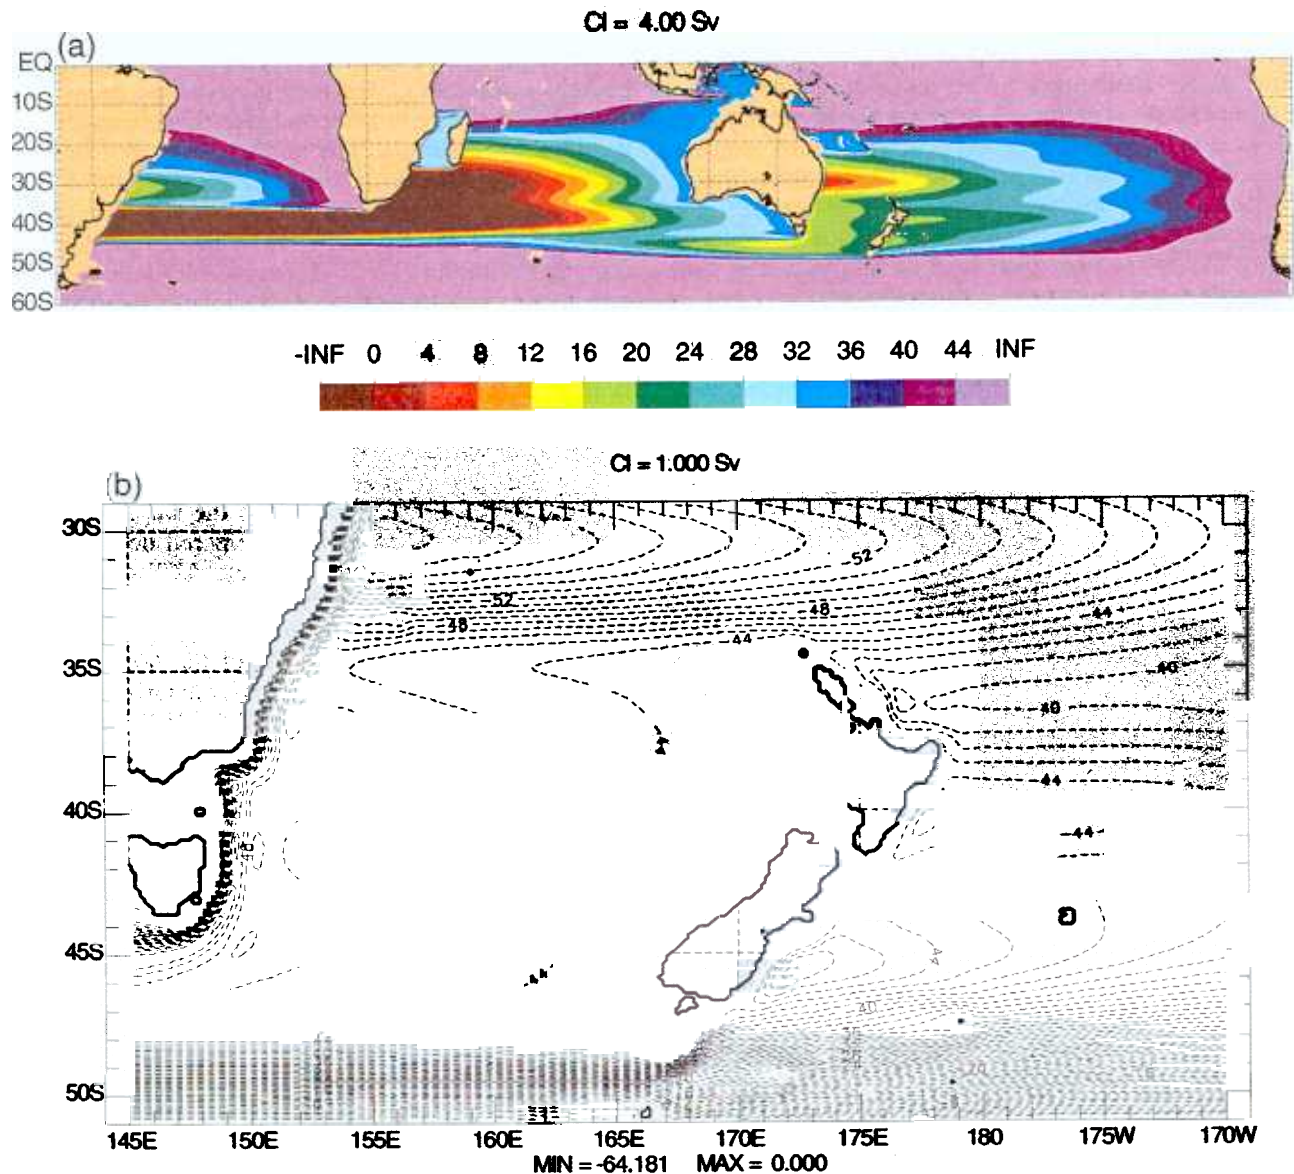 CI = 4.00 Sv
(a)
EQ
10S
20S
30S
40S
50S
60S
-INF 0 4 8 12 16 20 24 28 32 36 40 44 INF
CI = 1.000 Sv
(b)
30S
35S
40S
45S
50S
52
52
48
48
44
44
40
40
44
-44
40
145E 150E 155E 160E 165E 170E 175E 180 175W 170W
MIN = -64.181 MAX = 0.000